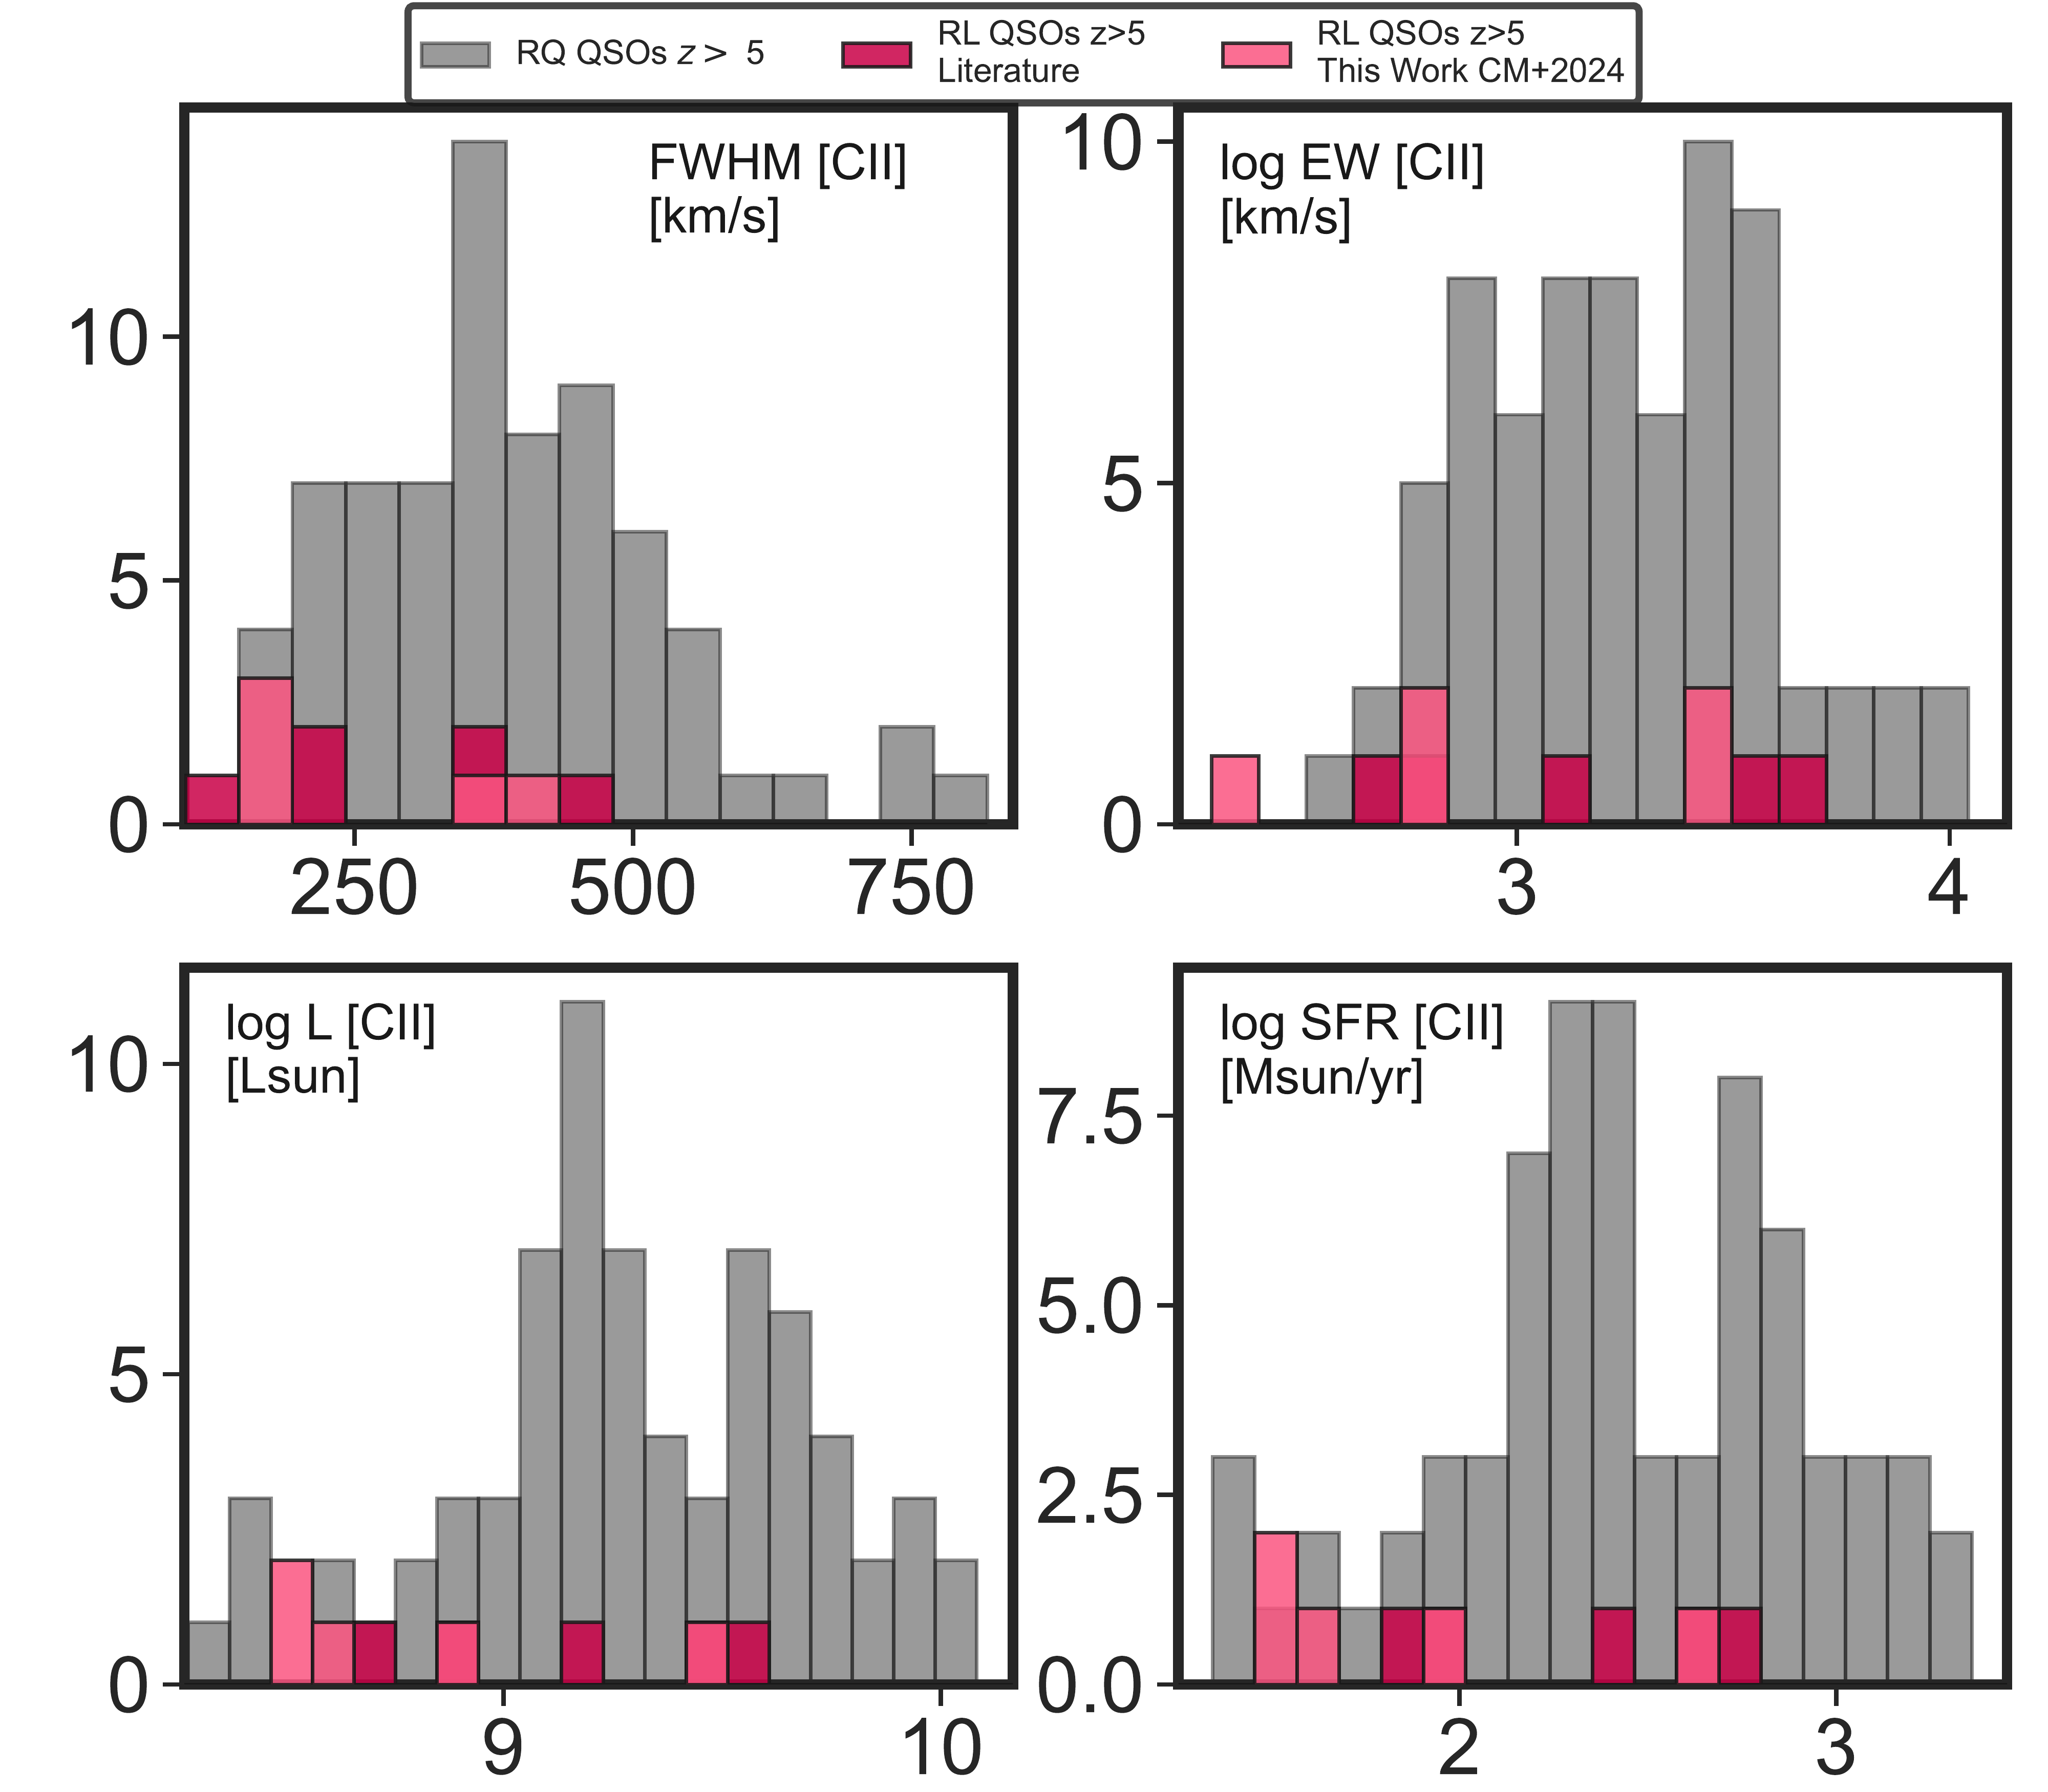 RQ QSOs z > 5
RL QSOs z>5
Literature
RL QSOs z>5
This Work CM+2024
FWHM [CII]
[km/s]
10
5
0
250
500
750
log EW [CII]
[km/s]
10
5
0
3
4
log L [CII]
[Lsun]
10
5
0
9
10
log SFR [CII]
[Msun/yr]
7.5
5.0
2.5
0.0
2
3